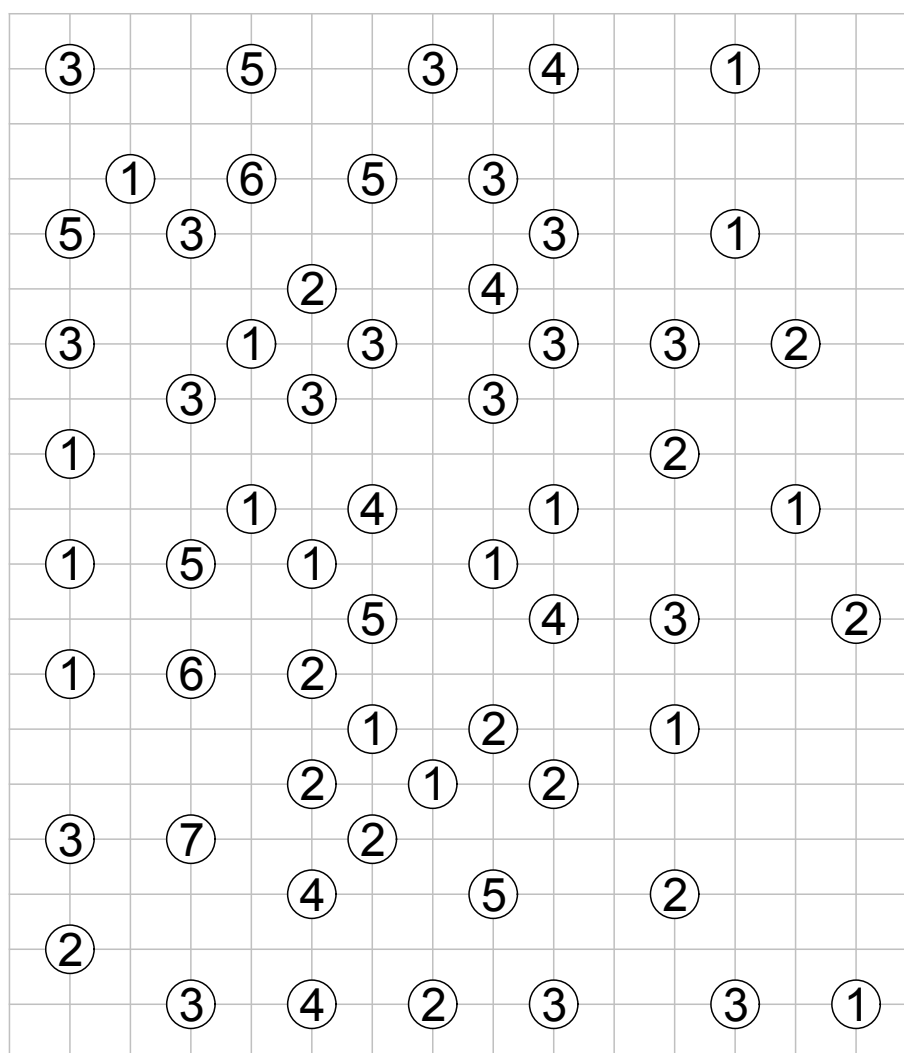 3 5 3 4 1
1 6 5 3
5 3 3 1
2 4
3 1 3 3 3 2
3 3 3
1 2
1 4 1 1
1 5 1 1
5 4 3 2
1 6 2
1 2 1
2 1 2
3 7 2
4 5 2
2
3 4 2 3 3 1